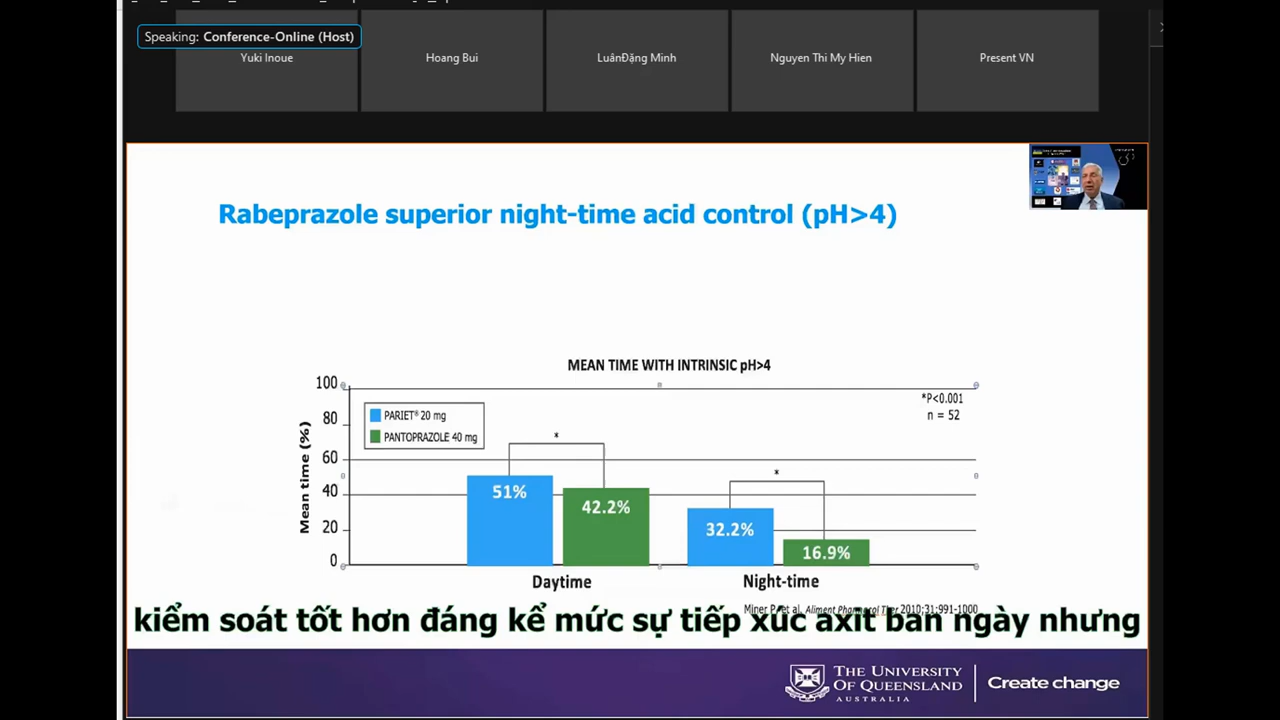 Speaking: Conference-Online (Host)
Yuki Inoue
Hoang Bui
LuânĐặng Minh
Nguyen Thi My Hien
Present VN
Rabeprazole superior night-time acid control (pH>4)
MEAN TIME WITH INTRINSIC pH>4
Mean time (%)
100
80
60
40
20
0
PARIET® 20 mg
PANTOPRAZOLE 40 mg
*P<0.001
n = 52
*
*
51%
42.2%
32.2%
16.9%
Daytime
Night-time
Miner P, et al. Aliment Pharmacol Ther 2010;31:991-1000
kiểm soát tốt hơn đáng kể mức sự tiếp xúc axit ban ngày nhưng
THE UNIVERSITY
OF QUEENSLAND
AUSTRALIA
Create change